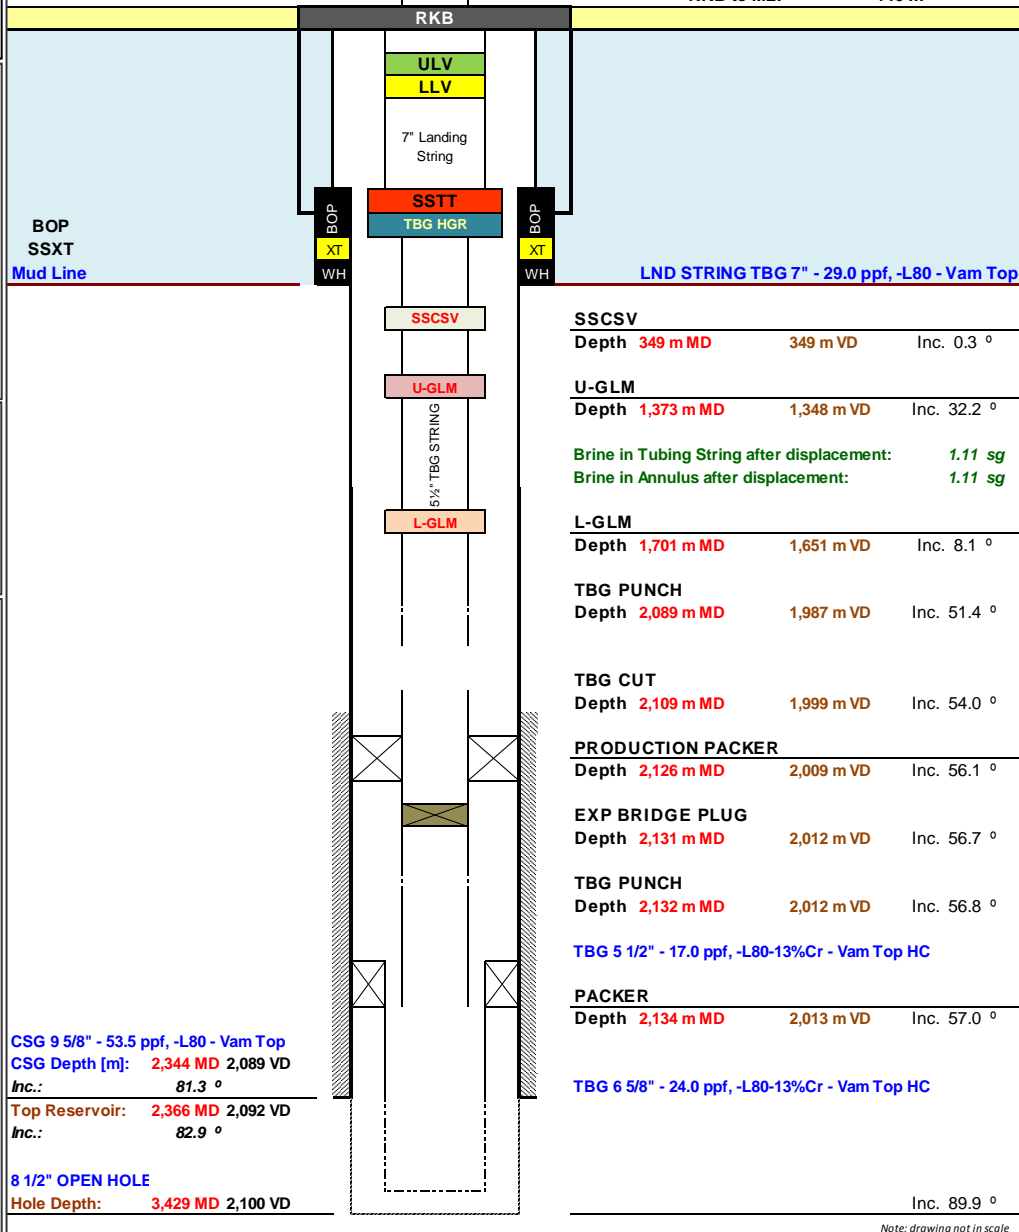 RKB
ULV
LLV
7" Landing
String
SSTT
TBG HGR
BOP
BOP
XT
XT
WH
WH
BOP
SSXT
Mud Line
LND STRING TBG 7" - 29.0 ppf, -L80 - Vam Top
SSCSV
SSCSV
Depth 349 m MD 349 m VD Inc. 0.3 º
U-GLM
U-GLM
Depth 1,373 m MD 1,348 m VD Inc. 32.2 º
5½" TBG STRING
Brine in Tubing String after displacement: 1.11 sg
Brine in Annulus after displacement: 1.11 sg
L-GLM
L-GLM
Depth 1,701 m MD 1,651 m VD Inc. 8.1 º
TBG PUNCH
Depth 2,089 m MD 1,987 m VD Inc. 51.4 º
TBG CUT
Depth 2,109 m MD 1,999 m VD Inc. 54.0 º
PRODUCTION PACKER
Depth 2,126 m MD 2,009 m VD Inc. 56.1 º
EXP BRIDGE PLUG
Depth 2,131 m MD 2,012 m VD Inc. 56.7 º
TBG PUNCH
Depth 2,132 m MD 2,012 m VD Inc. 56.8 º
TBG 5 1/2" - 17.0 ppf, -L80-13%Cr - Vam Top HC
PACKER
Depth 2,134 m MD 2,013 m VD Inc. 57.0 º
CSG 9 5/8" - 53.5 ppf, -L80 - Vam Top
CSG Depth [m]: 2,344 MD 2,089 VD
Inc.: 81.3 º
TBG 6 5/8" - 24.0 ppf, -L80-13%Cr - Vam Top HC
Top Reservoir: 2,366 MD 2,092 VD
Inc.: 82.9 º
8 1/2" OPEN HOLE
Hole Depth: 3,429 MD 2,100 VD
Inc. 89.9 º
Note: drawing not in scale